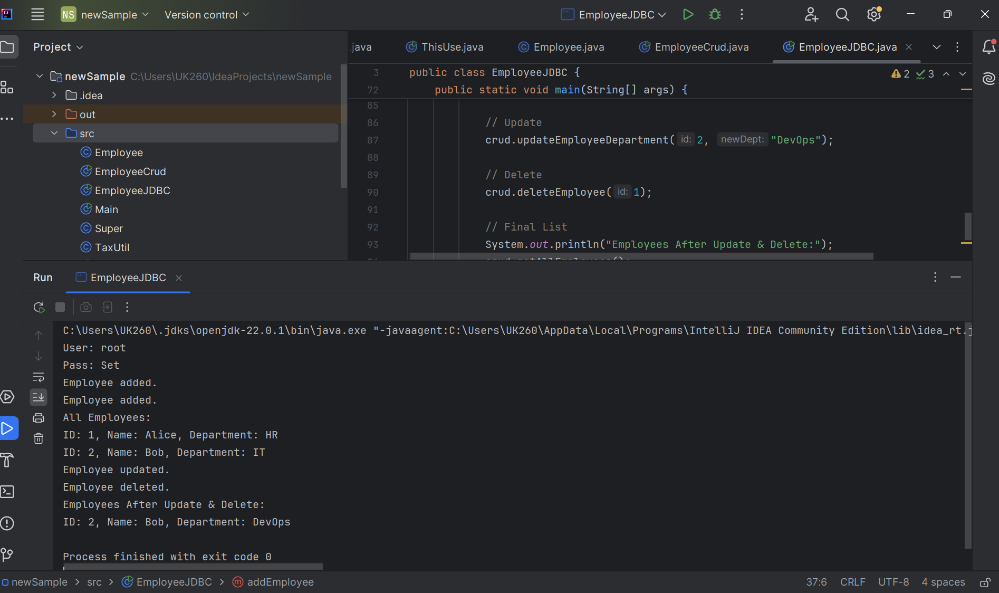 NS newSample Version control EmployeeJDBC
Project
.java ThisUse.java Employee.java EmployeeCrud.java EmployeeJDBC.java
newSample C:\Users\UK260\IdeaProjects\newSample
.idea
out
src
Employee
EmployeeCrud
EmployeeJDBC
Main
Super
TaxUtil
3 public class EmployeeJDBC {
2 3
72 public static void main(String[] args) {
85
86 // Update
87 crud.updateEmployeeDepartment( id: 2, newDept: "DevOps");
88
89 // Delete
90 crud.deleteEmployee( id: 1);
91
92 // Final List
93 System.out.println("Employees After Update & Delete:");
Run EmployeeJDBC
C:\Users\UK260\.jdks\openjdk-22.0.1\bin\java.exe "-javaagent:C:\Users\UK260\AppData\Local\Programs\IntelliJ IDEA Community Edition\lib\idea_rt.j
User: root
Pass: Set
Employee added.
Employee added.
All Employees:
ID: 1, Name: Alice, Department: HR
ID: 2, Name: Bob, Department: IT
Employee updated.
Employee deleted.
Employees After Update & Delete:
ID: 2, Name: Bob, Department: DevOps
Process finished with exit code 0
newSample > src > EmployeeJDBC > m addEmployee
37:6 CRLF UTF-8 4 spaces